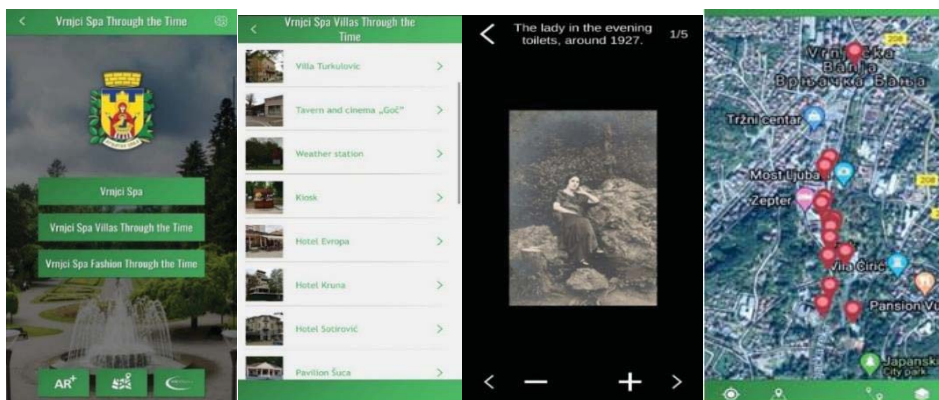 Vrnjci Spa Through the Time
Vrnjci Spa
Vrnjci Spa Villas Through the Time
Vrnjci Spa Fashion Through the Time
AR+
Vrnjci Spa Villas Through the
Time
Villa Turkulovic
Tavern and cinema „Goč"
Weather station
Kiosk
Hotel Evropa
Hotel Kruna
Hotel Sotirović
Pavilion Šuca
The lady in the evening
toilets, around 1927.
1/5
208
Vrnjačka
Banja
Врњачка Бања
Tržni centar
Most Ljubavi
208
Zepter
Vila Ćirić
Pansion Vu
Japanski
City park